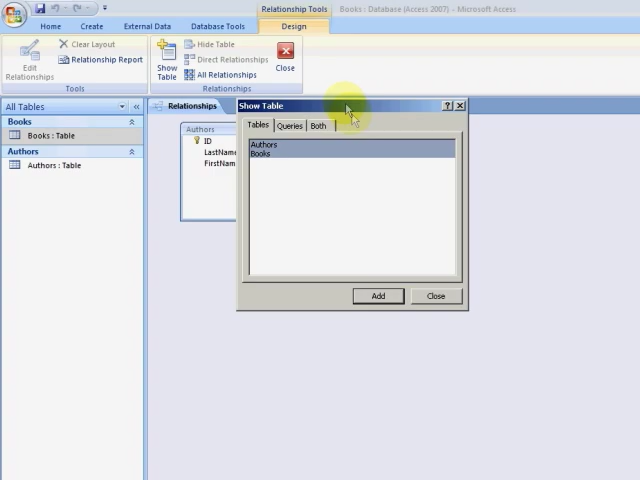 Relationship Tools
Books : Database (Access 2007) - Microsoft Access
Home
Create
External Data
Database Tools
Design
Edit Relationships
Clear Layout
Relationship Report
Tools
Show Table
Hide Table
Direct Relationships
All Relationships
Close
Relationships
All Tables
Books
Books : Table
Authors
Authors : Table
Relationships
Authors
ID
LastName
FirstNam
Show Table
Tables
Queries
Both
Authors
Books
Add
Close